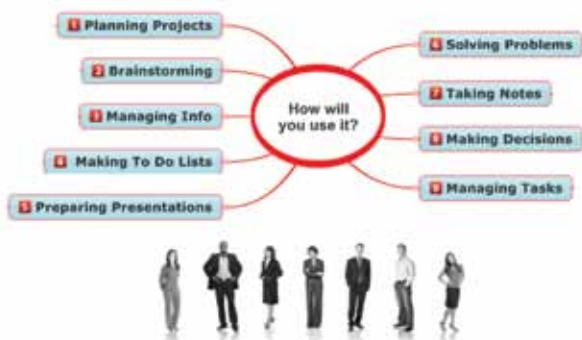 1 Planning Projects
2 Brainstorming
3 Managing Info
4 Making To Do Lists
5 Preparing Presentations
How will
you use it?
6 Solving Problems
7 Taking Notes
8 Making Decisions
9 Managing Tasks